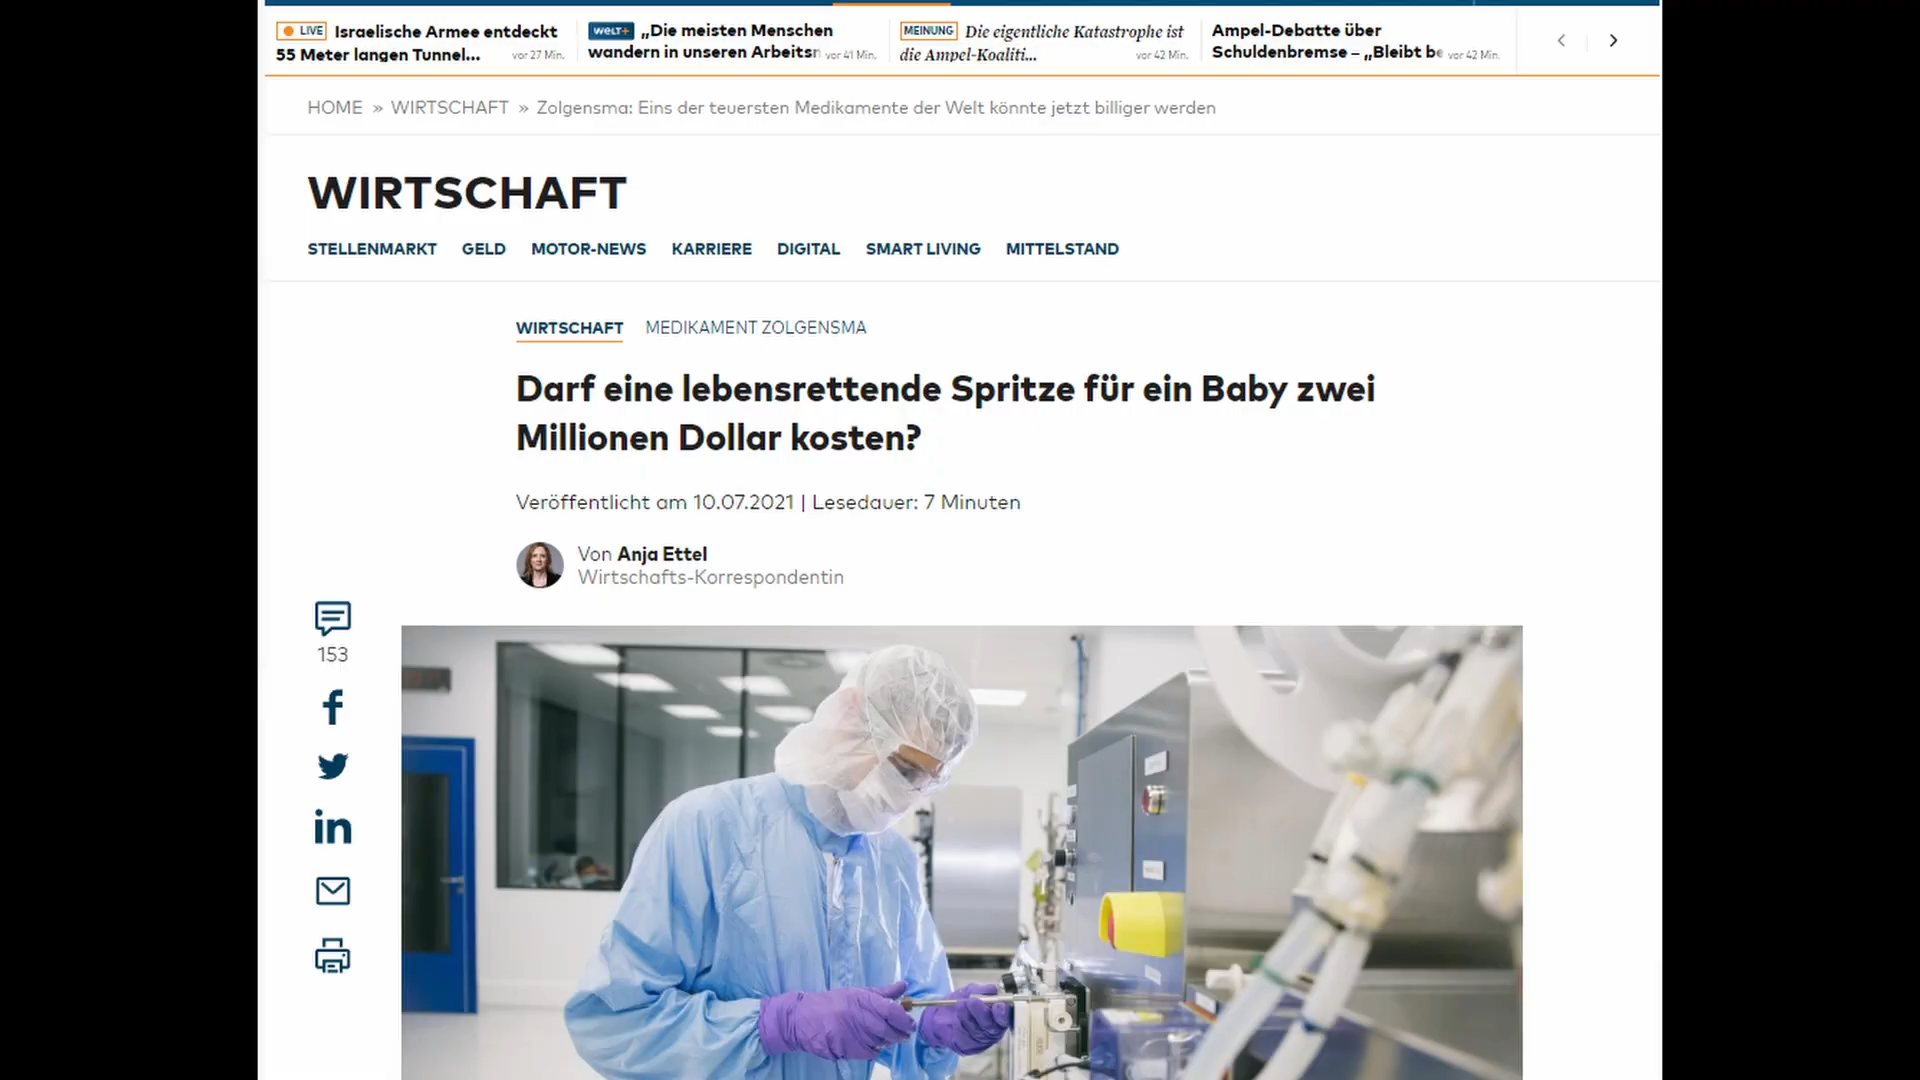 LIVE Israelische Armee entdeckt
55 Meter langen Tunnel... vor 27 Min.
WELT+ „Die meisten Menschen
wandern in unseren Arbeitsr vor 41 Min.
MEINUNG Die eigentliche Katastrophe ist
die Ampel-Koaliti... vor 42 Min.
Ampel-Debatte über
Schuldenbremse – „Bleibt be vor 42 Min.
HOME » WIRTSCHAFT » Zolgensma: Eins der teuersten Medikamente der Welt könnte jetzt billiger werden
WIRTSCHAFT
STELLENMARKT GELD MOTOR-NEWS KARRIERE DIGITAL SMART LIVING MITTELSTAND
WIRTSCHAFT MEDIKAMENT ZOLGENSMA
Darf eine lebensrettende Spritze für ein Baby zwei
Millionen Dollar kosten?
Veröffentlicht am 10.07.2021 | Lesedauer: 7 Minuten
Von Anja Ettel
Wirtschafts-Korrespondentin
153